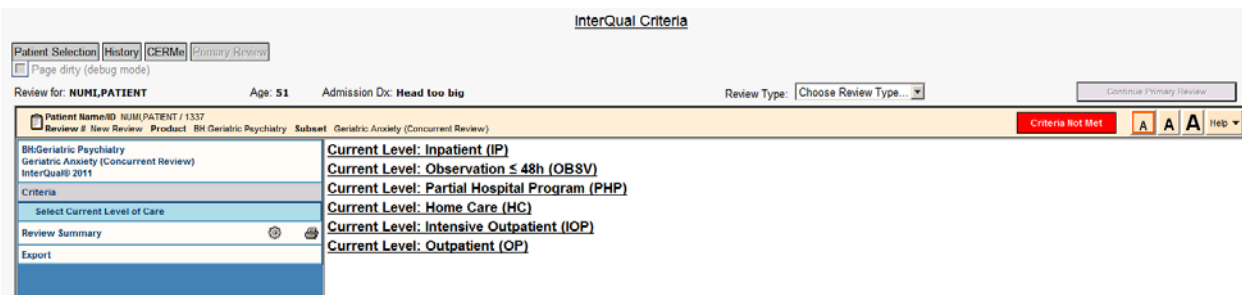 InterQual Criteria
Patient Selection History CERMe Primary Review
Page dirty (debug mode)
Review for: NUMI,PATIENT Age: 51 Admission Dx: Head too big Review Type: Choose Review Type... Continue Primary Review
Patient Name/ID NUMI,PATIENT / 1337
Review # New Review Product BH:Geriatric Psychiatry Subset Geriatric Anxiety (Concurrent Review)
Criteria Not Met A A A Help
BH:Geriatric Psychiatry
Geriatric Anxiety (Concurrent Review)
InterQual® 2011
Criteria
Select Current Level of Care
Review Summary
Export
Current Level: Inpatient (IP)
Current Level: Observation ≤ 48h (OBSV)
Current Level: Partial Hospital Program (PHP)
Current Level: Home Care (HC)
Current Level: Intensive Outpatient (IOP)
Current Level: Outpatient (OP)